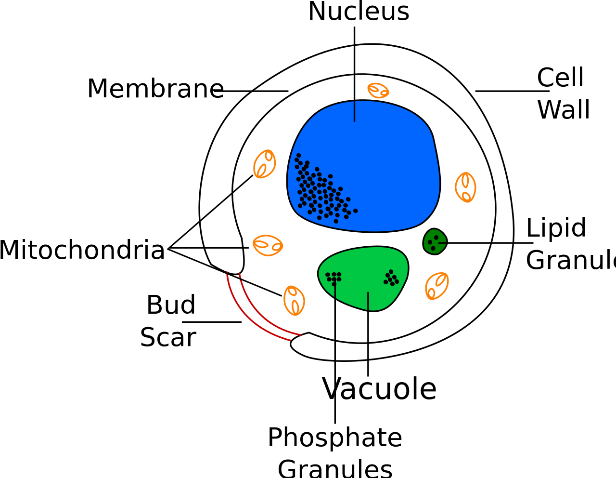 Nucleus
Membrane
Cell
Wall
Mitochondria
Lipid
Granule
Bud
Scar
Vacuole
Phosphate
Granules